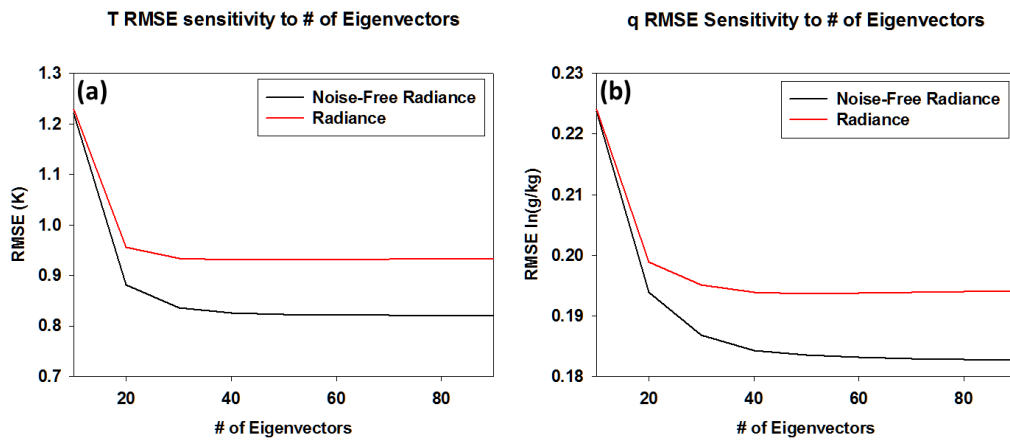 T RMSE sensitivity to # of Eigenvectors
(a)
Noise-Free Radiance
Radiance
RMSE (K)
1.3
1.2
1.1
1.0
0.9
0.8
0.7
20
40
60
80
# of Eigenvectors
q RMSE Sensitivity to # of Eigenvectors
(b)
Noise-Free Radiance
Radiance
RMSE ln(g/kg)
0.23
0.22
0.21
0.20
0.19
0.18
20
40
60
80
# of Eigenvectors